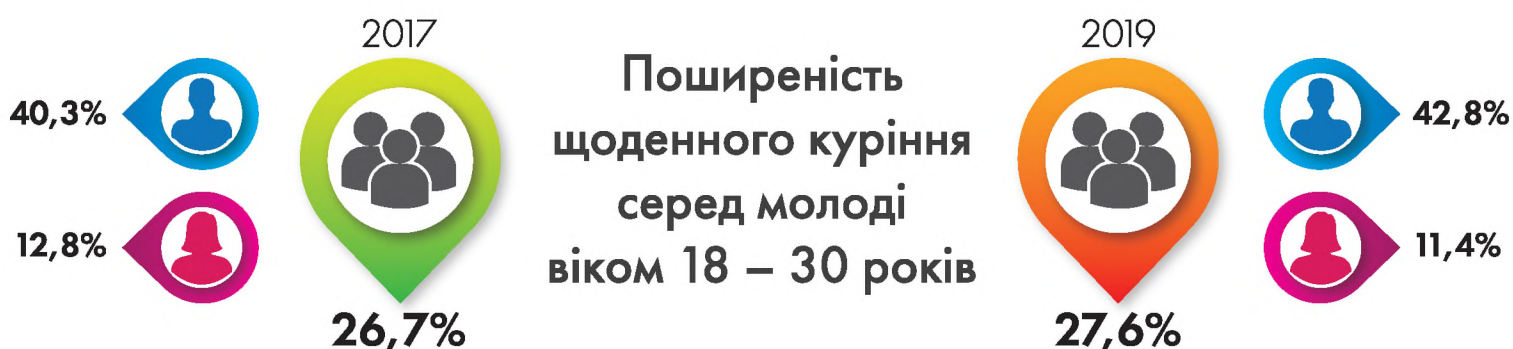 2017
40,3%
12,8%
26,7%
Поширеність
щоденного куріння
серед молоді
віком 18 – 30 років
2019
42,8%
11,4%
27,6%